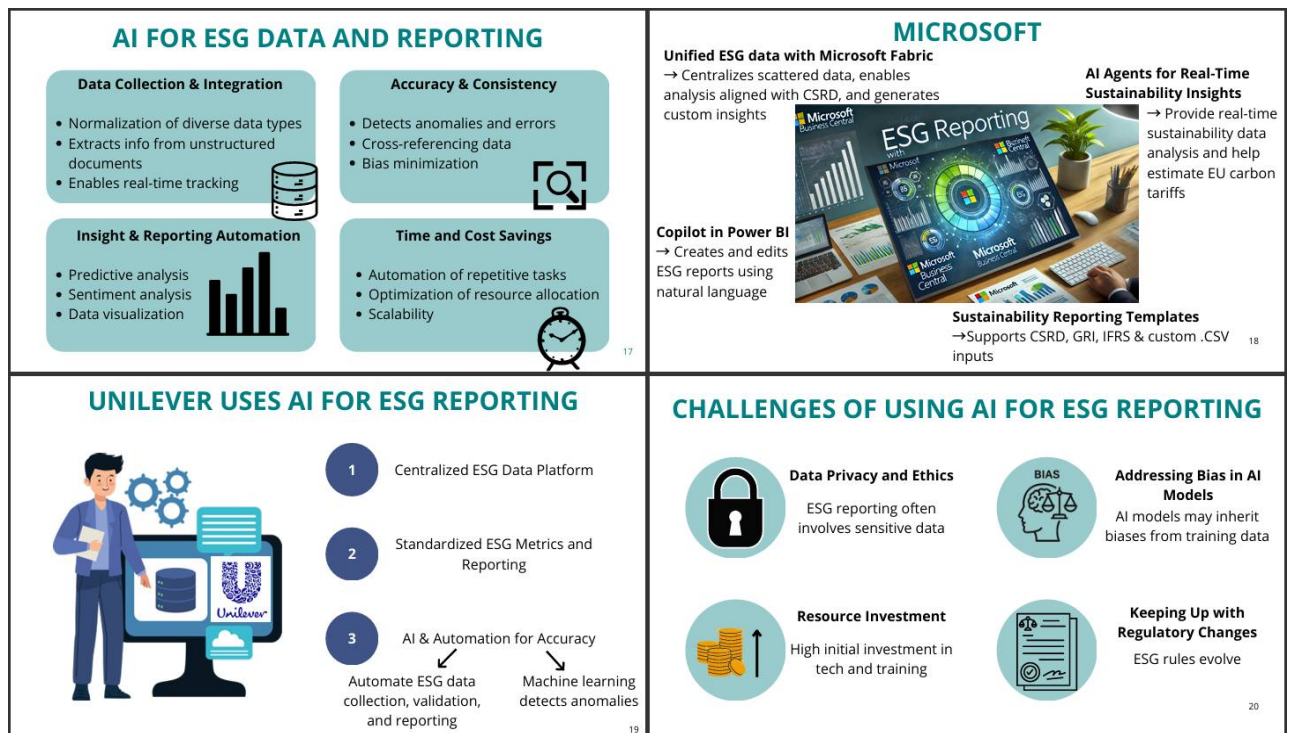 AI FOR ESG DATA AND REPORTING
Data Collection & Integration
• Normalization of diverse data types
• Extracts info from unstructured
documents
• Enables real-time tracking
Accuracy & Consistency
• Detects anomalies and errors
• Cross-referencing data
• Bias minimization
Insight & Reporting Automation
• Predictive analysis
• Sentiment analysis
• Data visualization
Time and Cost Savings
• Automation of repetitive tasks
• Optimization of resource allocation
• Scalability
17
MICROSOFT
Unified ESG data with Microsoft Fabric
→ Centralizes scattered data, enables
analysis aligned with CSRD, and generates
custom insights
AI Agents for Real-Time
Sustainability Insights
→ Provide real-time
sustainability data
analysis and help
estimate EU carbon
tariffs
Microsoft
Business Central
ESG Reporting
with
Microsoft
Microsoft
Business
Central
Microsoft
Business
Central
Microsoft
Copilot in Power BI
→ Creates and edits
ESG reports using
natural language
Sustainability Reporting Templates
→Supports CSRD, GRI, IFRS & custom .CSV
inputs
18
UNILEVER USES AI FOR ESG REPORTING
Unilever
1
Centralized ESG Data Platform
2
Standardized ESG Metrics and
Reporting
3
AI & Automation for Accuracy
Automate ESG data
collection, validation,
and reporting
Machine learning
detects anomalies
19
CHALLENGES OF USING AI FOR ESG REPORTING
Data Privacy and Ethics
ESG reporting often
involves sensitive data
BIAS
Addressing Bias in AI
Models
AI models may inherit
biases from training data
Resource Investment
High initial investment in
tech and training
Keeping Up with
Regulatory Changes
ESG rules evolve
20